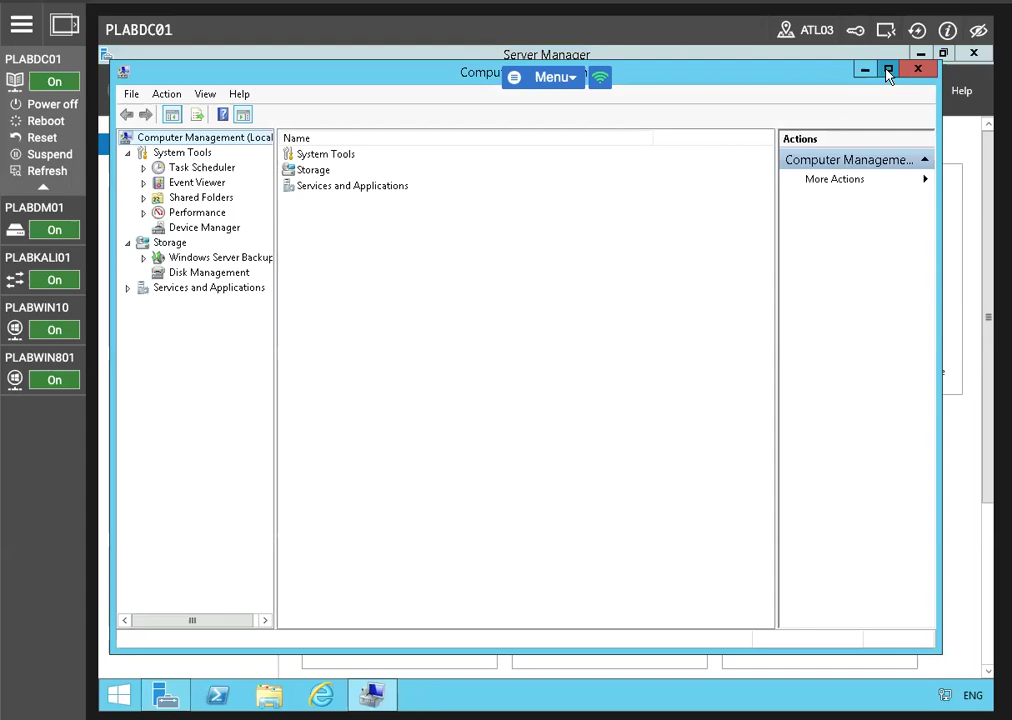 PLABDC01
ATL03
PLABDC01
On
Power off
Reboot
Reset
Suspend
Refresh
PLABDM01
On
PLABKALI01
On
PLABWIN10
On
PLABWIN801
On
Server Manager
Help
Menu
File Action View Help
Computer Management (Local
System Tools
Task Scheduler
Event Viewer
Shared Folders
Performance
Device Manager
Storage
Windows Server Backup
Disk Management
Services and Applications
Name
System Tools
Storage
Services and Applications
Actions
Computer Manageme...
More Actions
ENG